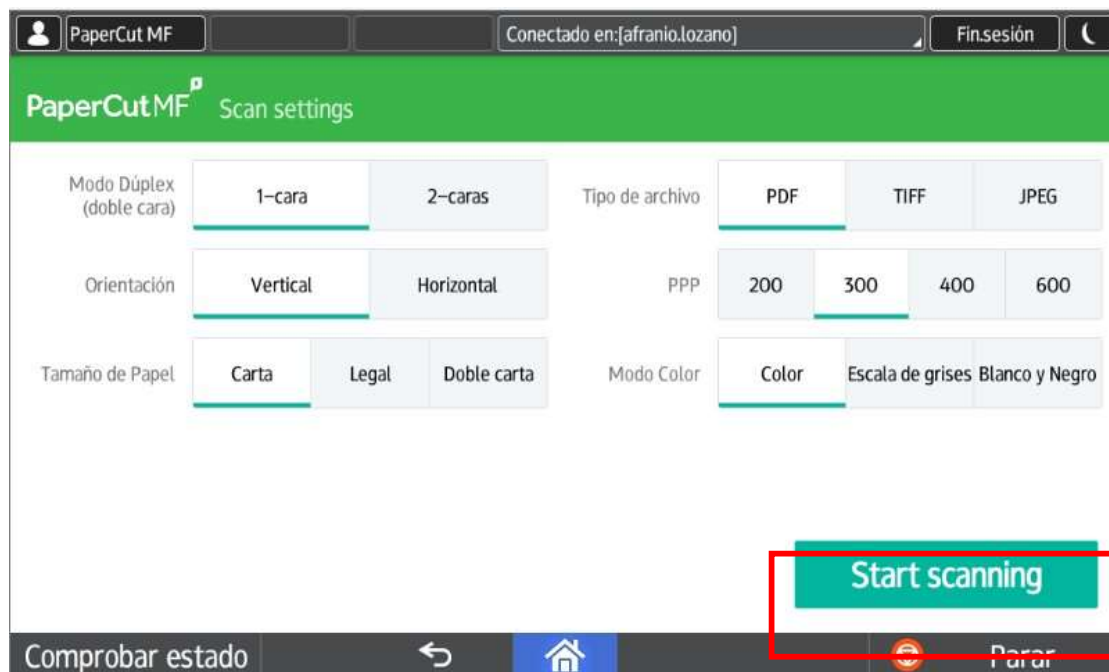 PaperCut MF
Conectado en:[afranio.lozano]
Fin.sesión
PaperCutMF Scan settings
Modo Dúplex
(doble cara)
1-cara 2-caras
Tipo de archivo PDF TIFF JPEG
Orientación Vertical Horizontal
PPP 200 300 400 600
Tamaño de Papel Carta Legal Doble carta
Modo Color Color Escala de grises Blanco y Negro
Start scanning
Comprobar estado
Parar